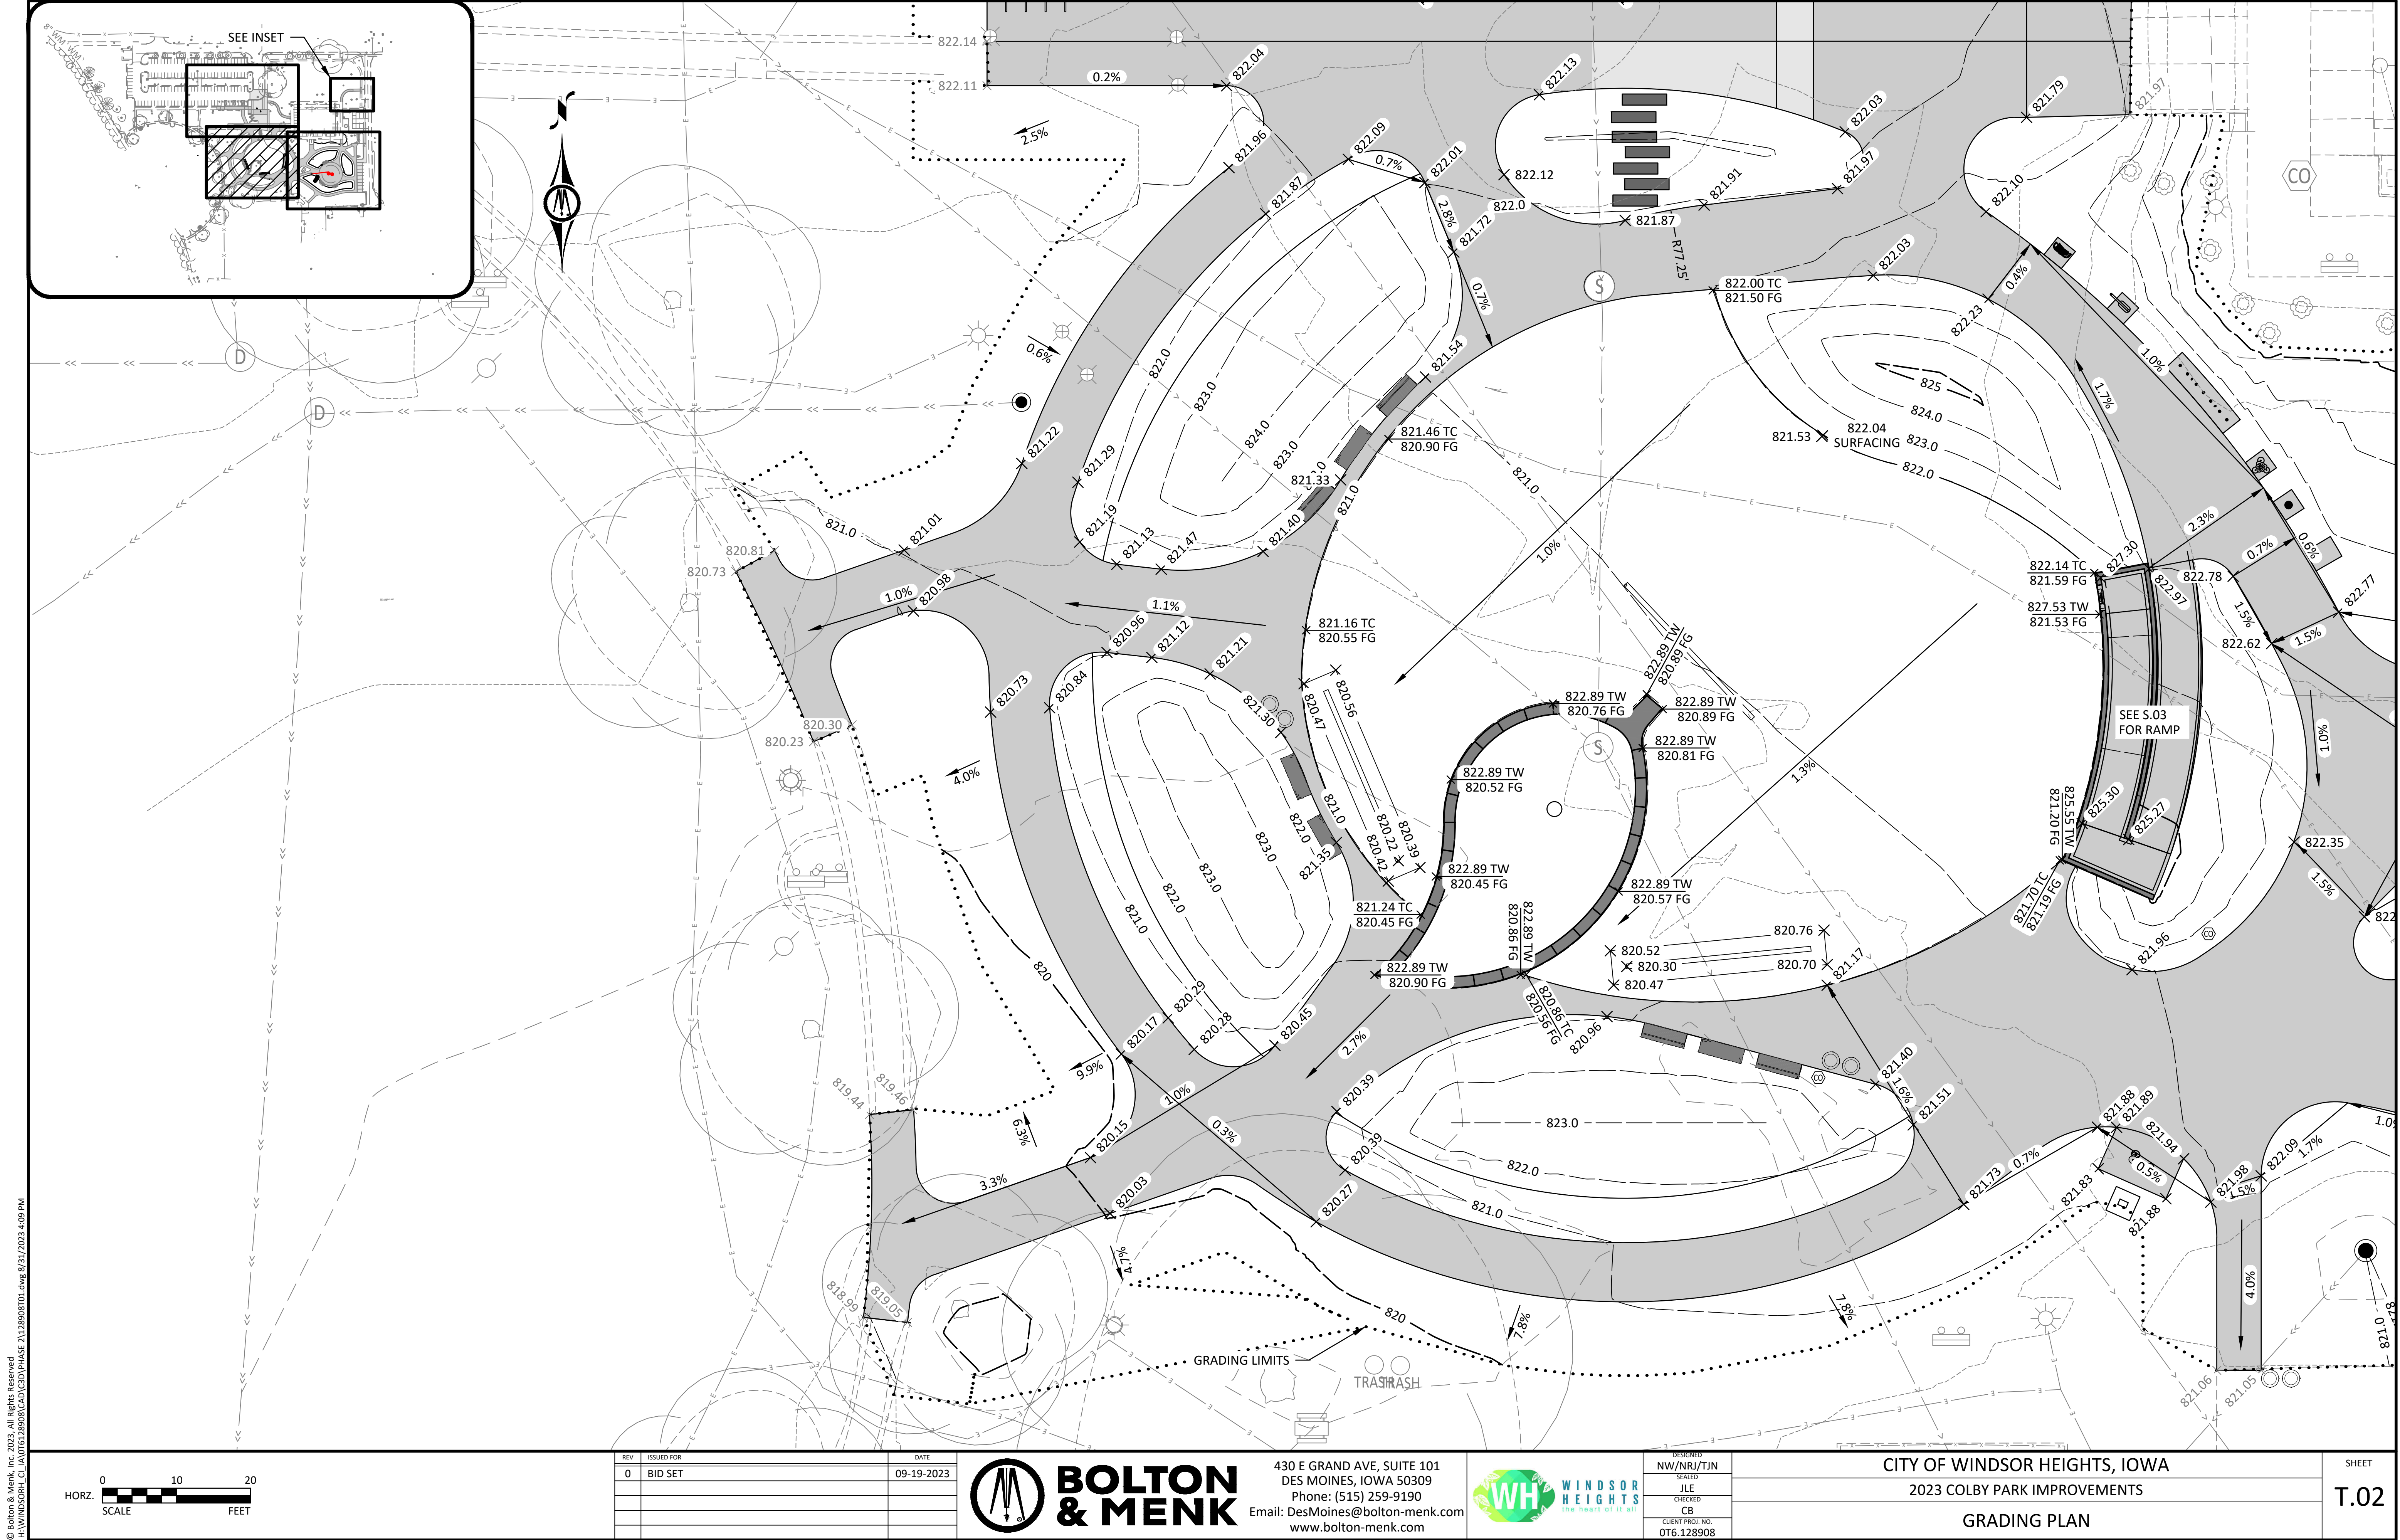 SEE INSET
822.14
822.11
0.2%
822.04
2.5%
821.96
821.87
822.09
0.7%
822.01
2.8%
821.72
0.7%
822.13
822.12
822.0
821.87
821.91
822.03
821.97
R77.25'
821.79
821.97
822.10
CO
822.03
822.00 TC
821.50 FG
822.23
0.4%
1.0%
1.7%
S
D
D
0.6%
822.0
823.0
824.0
823.0
821.54
821.46 TC
820.90 FG
821.33
821.0
821.0
825
824.0
823.0
822.0
821.53
822.04
SURFACING
821.22
821.29
821.19
821.13
821.47
821.40
821.0
821.01
820.81
820.73
1.0%
820.98
1.1%
1.0%
2.3%
0.7%
0.6%
822.14 TC
821.59 FG
827.30
822.97
822.78
827.53 TW
821.53 FG
1.5%
822.62
1.5%
822.77
821.16 TC
820.55 FG
820.96
821.12
821.21
820.84
820.73
821.30
820.47
820.56
822.89 TW
820.89 FG
822.89 TW
820.76 FG
822.89 TW
820.89 FG
822.89 TW
820.81 FG
822.89 TW
820.52 FG
S
SEE S.03
FOR RAMP
1.0%
820.30
820.23
4.0%
1.3%
825.55 TW
821.20 FG
825.30
825.27
822.35
1.5%
821.0
822.0
823.0
823.0
822.0
821.0
821.35
820.42
820.22
820.39
822.89 TW
820.45 FG
821.24 TC
820.45 FG
822.89 TW
820.57 FG
822.89 TW
820.86 FG
822.89 TW
820.90 FG
820.52
820.30
820.47
820.76
820.70
821.17
821.70 TC
821.19 FG
821.96
CO
820
820.29
820.17
820.28
820.45
820.86 TC
820.56 FG
820.96
2.7%
9.9%
1.0%
819.44
819.46
6.3%
820.15
0.3%
820.39
820.39
820.27
CO
821.40
1.6%
821.51
823.0
822.0
821.0
821.73
0.7%
821.88
821.89
821.94
0.5%
821.83
821.88
821.98
1.5%
822.09
1.7%
3.3%
820.03
4.7%
818.99
819.05
820
7.8%
7.8%
4.0%
821.0
GRADING LIMITS
TRASH
TRASH
821.06
821.05
© Bolton & Menk, Inc. 2023, All Rights Reserved
H:\WINDSORH_CI_IA\0T6128908\CAD\C3D\PHASE 2\128908T01.dwg 8/31/2023 4:09 PM
HORZ.
0 10 20
SCALE FEET
REV ISSUED FOR DATE
0 BID SET 09-19-2023
BOLTON
& MENK
430 E GRAND AVE, SUITE 101
DES MOINES, IOWA 50309
Phone: (515) 259-9190
Email: DesMoines@bolton-menk.com
www.bolton-menk.com
WH
WINDSOR
HEIGHTS
the heart of it all
DESIGNED
NW/NRJ/TJN
SEALED
JLE
CHECKED
CB
CLIENT PROJ. NO.
0T6.128908
CITY OF WINDSOR HEIGHTS, IOWA
2023 COLBY PARK IMPROVEMENTS
GRADING PLAN
SHEET
T.02